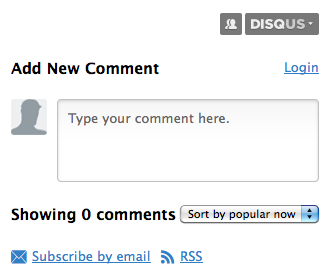 DISQUS
Add New Comment Login
Type your comment here.
Showing 0 comments Sort by popular now
Subscribe by email RSS